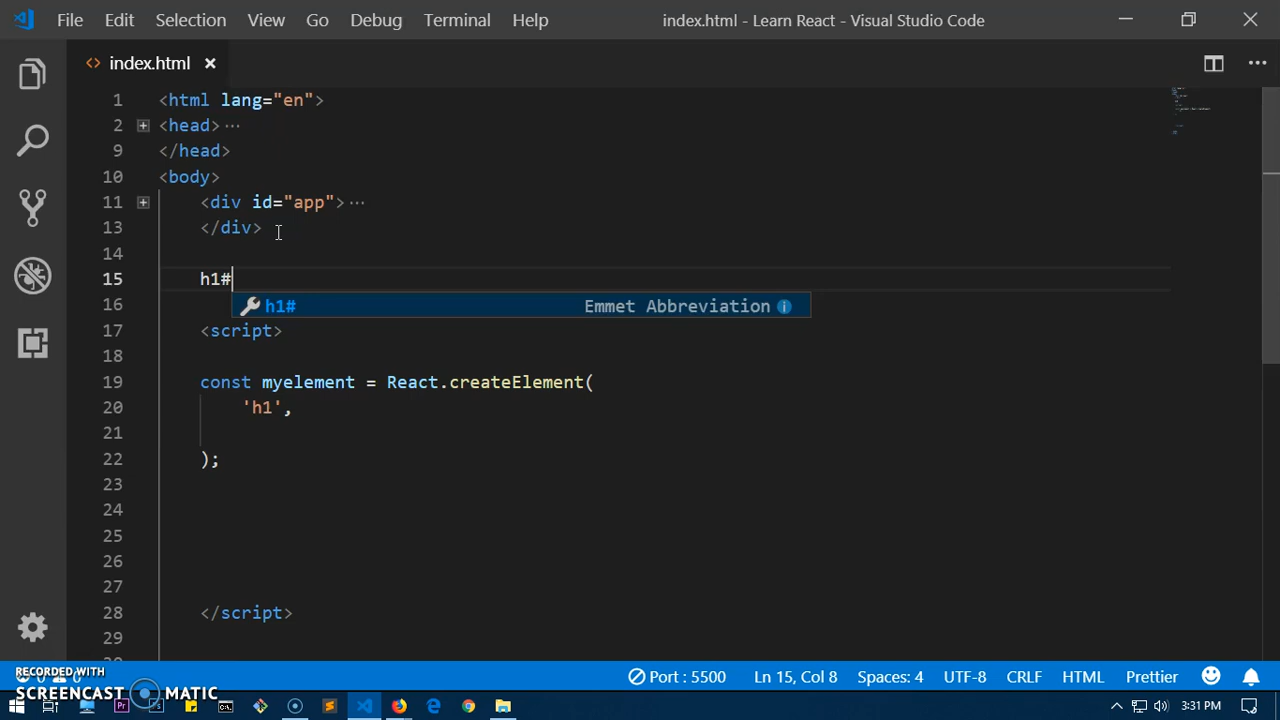 File Edit Selection View Go Debug Terminal Help index.html - Learn React - Visual Studio Code
index.html
1 <html lang="en">
2 <head> ...
9 </head>
10 <body>
11 <div id="app"> ...
13 </div>
14
15 h1#
h1# Emmet Abbreviation
16
17 <script>
18
19 const myelement = React.createElement(
20 'h1',
21
22 );
23
24
25
26
27
28 </script>
29
RECORDED WITH
SCREENCAST MATIC
Port : 5500 Ln 15, Col 8 Spaces: 4 UTF-8 CRLF HTML Prettier
3:31 PM